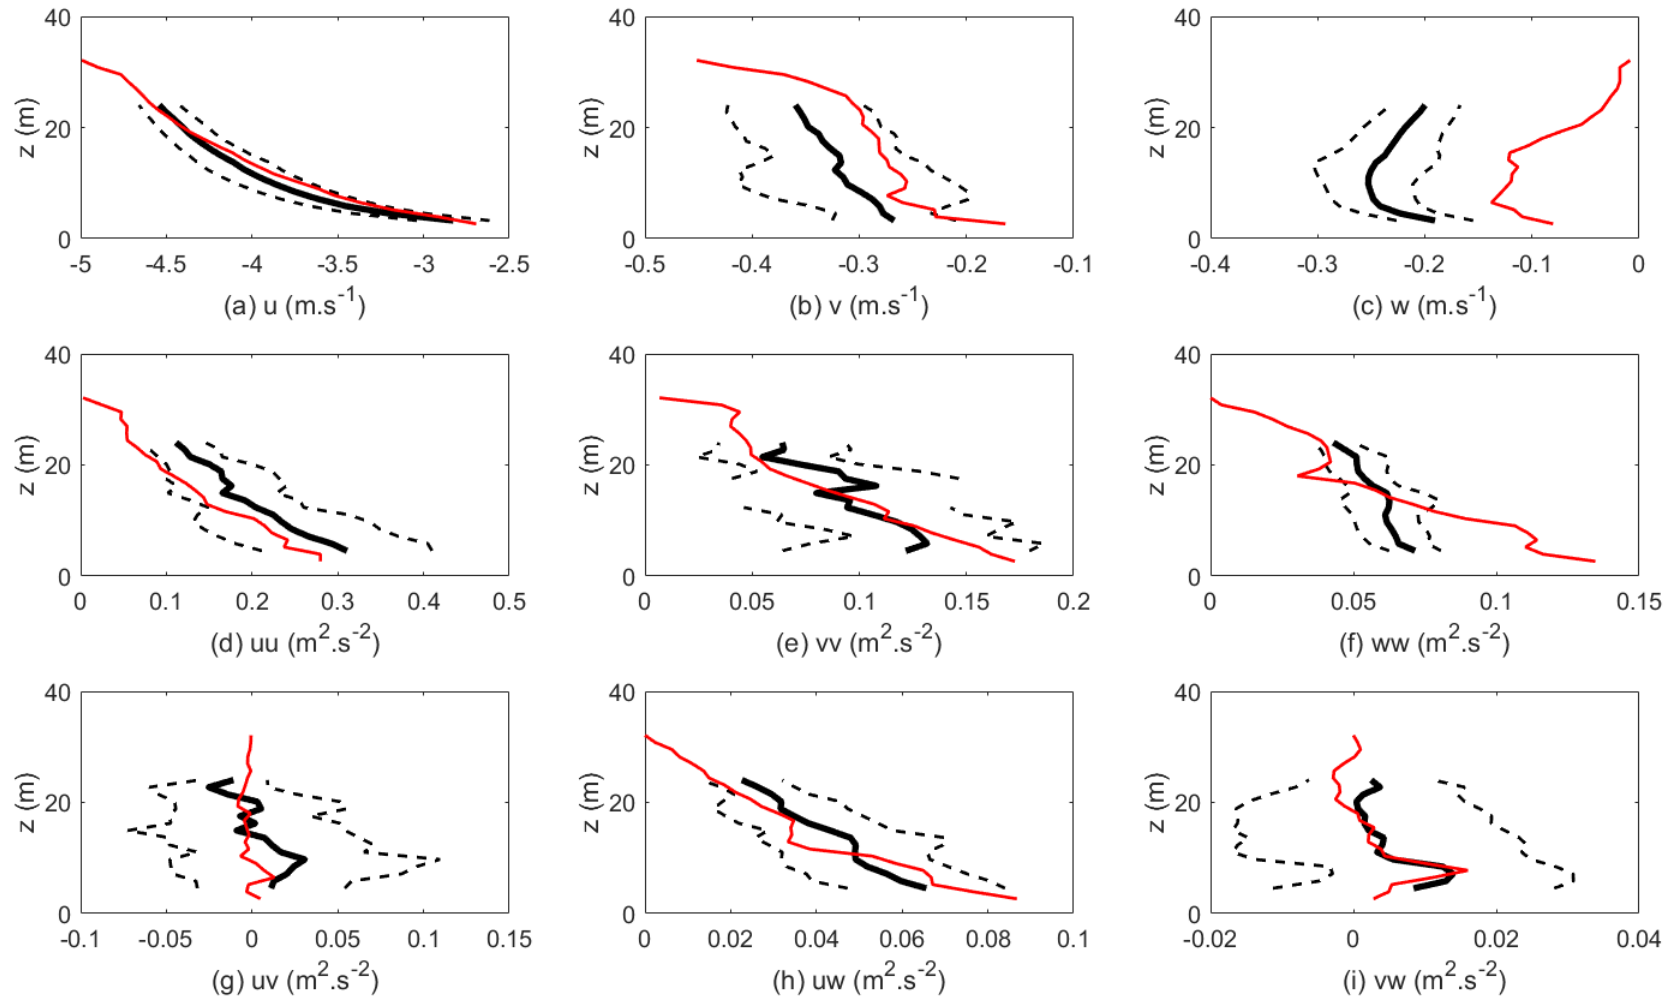 40 40 40
z (m) 20 z (m) 20 z (m) 20
0 0 0
-5 -4.5 -4 -3.5 -3 -2.5 -0.5 -0.4 -0.3 -0.2 -0.1 -0.4 -0.3 -0.2 -0.1 0
(a) u (m.s⁻¹) (b) v (m.s⁻¹) (c) w (m.s⁻¹)
40 40 40
z (m) 20 z (m) 20 z (m) 20
0 0 0
0 0.1 0.2 0.3 0.4 0.5 0 0.05 0.1 0.15 0.2 0 0.05 0.1 0.15
(d) uu (m².s⁻²) (e) vv (m².s⁻²) (f) ww (m².s⁻²)
40 40 40
z (m) 20 z (m) 20 z (m) 20
0 0 0
-0.1 -0.05 0 0.05 0.1 0.15 0 0.02 0.04 0.06 0.08 0.1 -0.02 0 0.02 0.04
(g) uv (m².s⁻²) (h) uw (m².s⁻²) (i) vw (m².s⁻²)